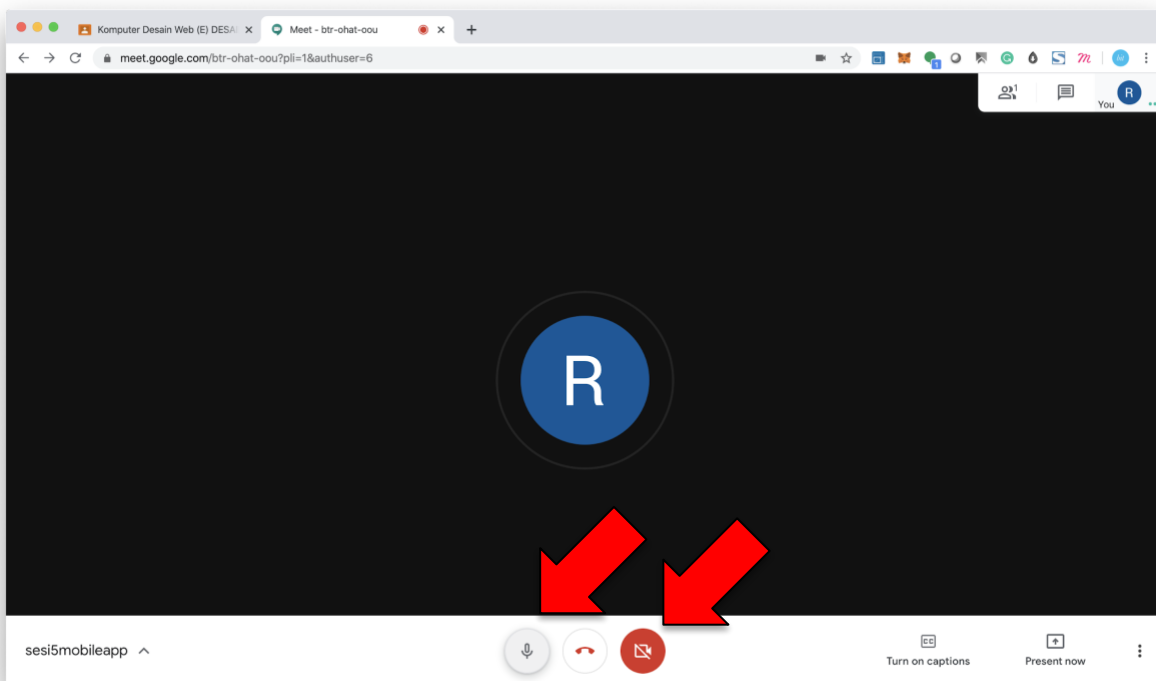 Komputer Desain Web (E) DESA
Meet - btr-ohat-oou
meet.google.com/btr-ohat-oou?pli=1&authuser=6
1
G
S
m
1
You
R
R
sesi5mobileapp
CC
Turn on captions
Present now